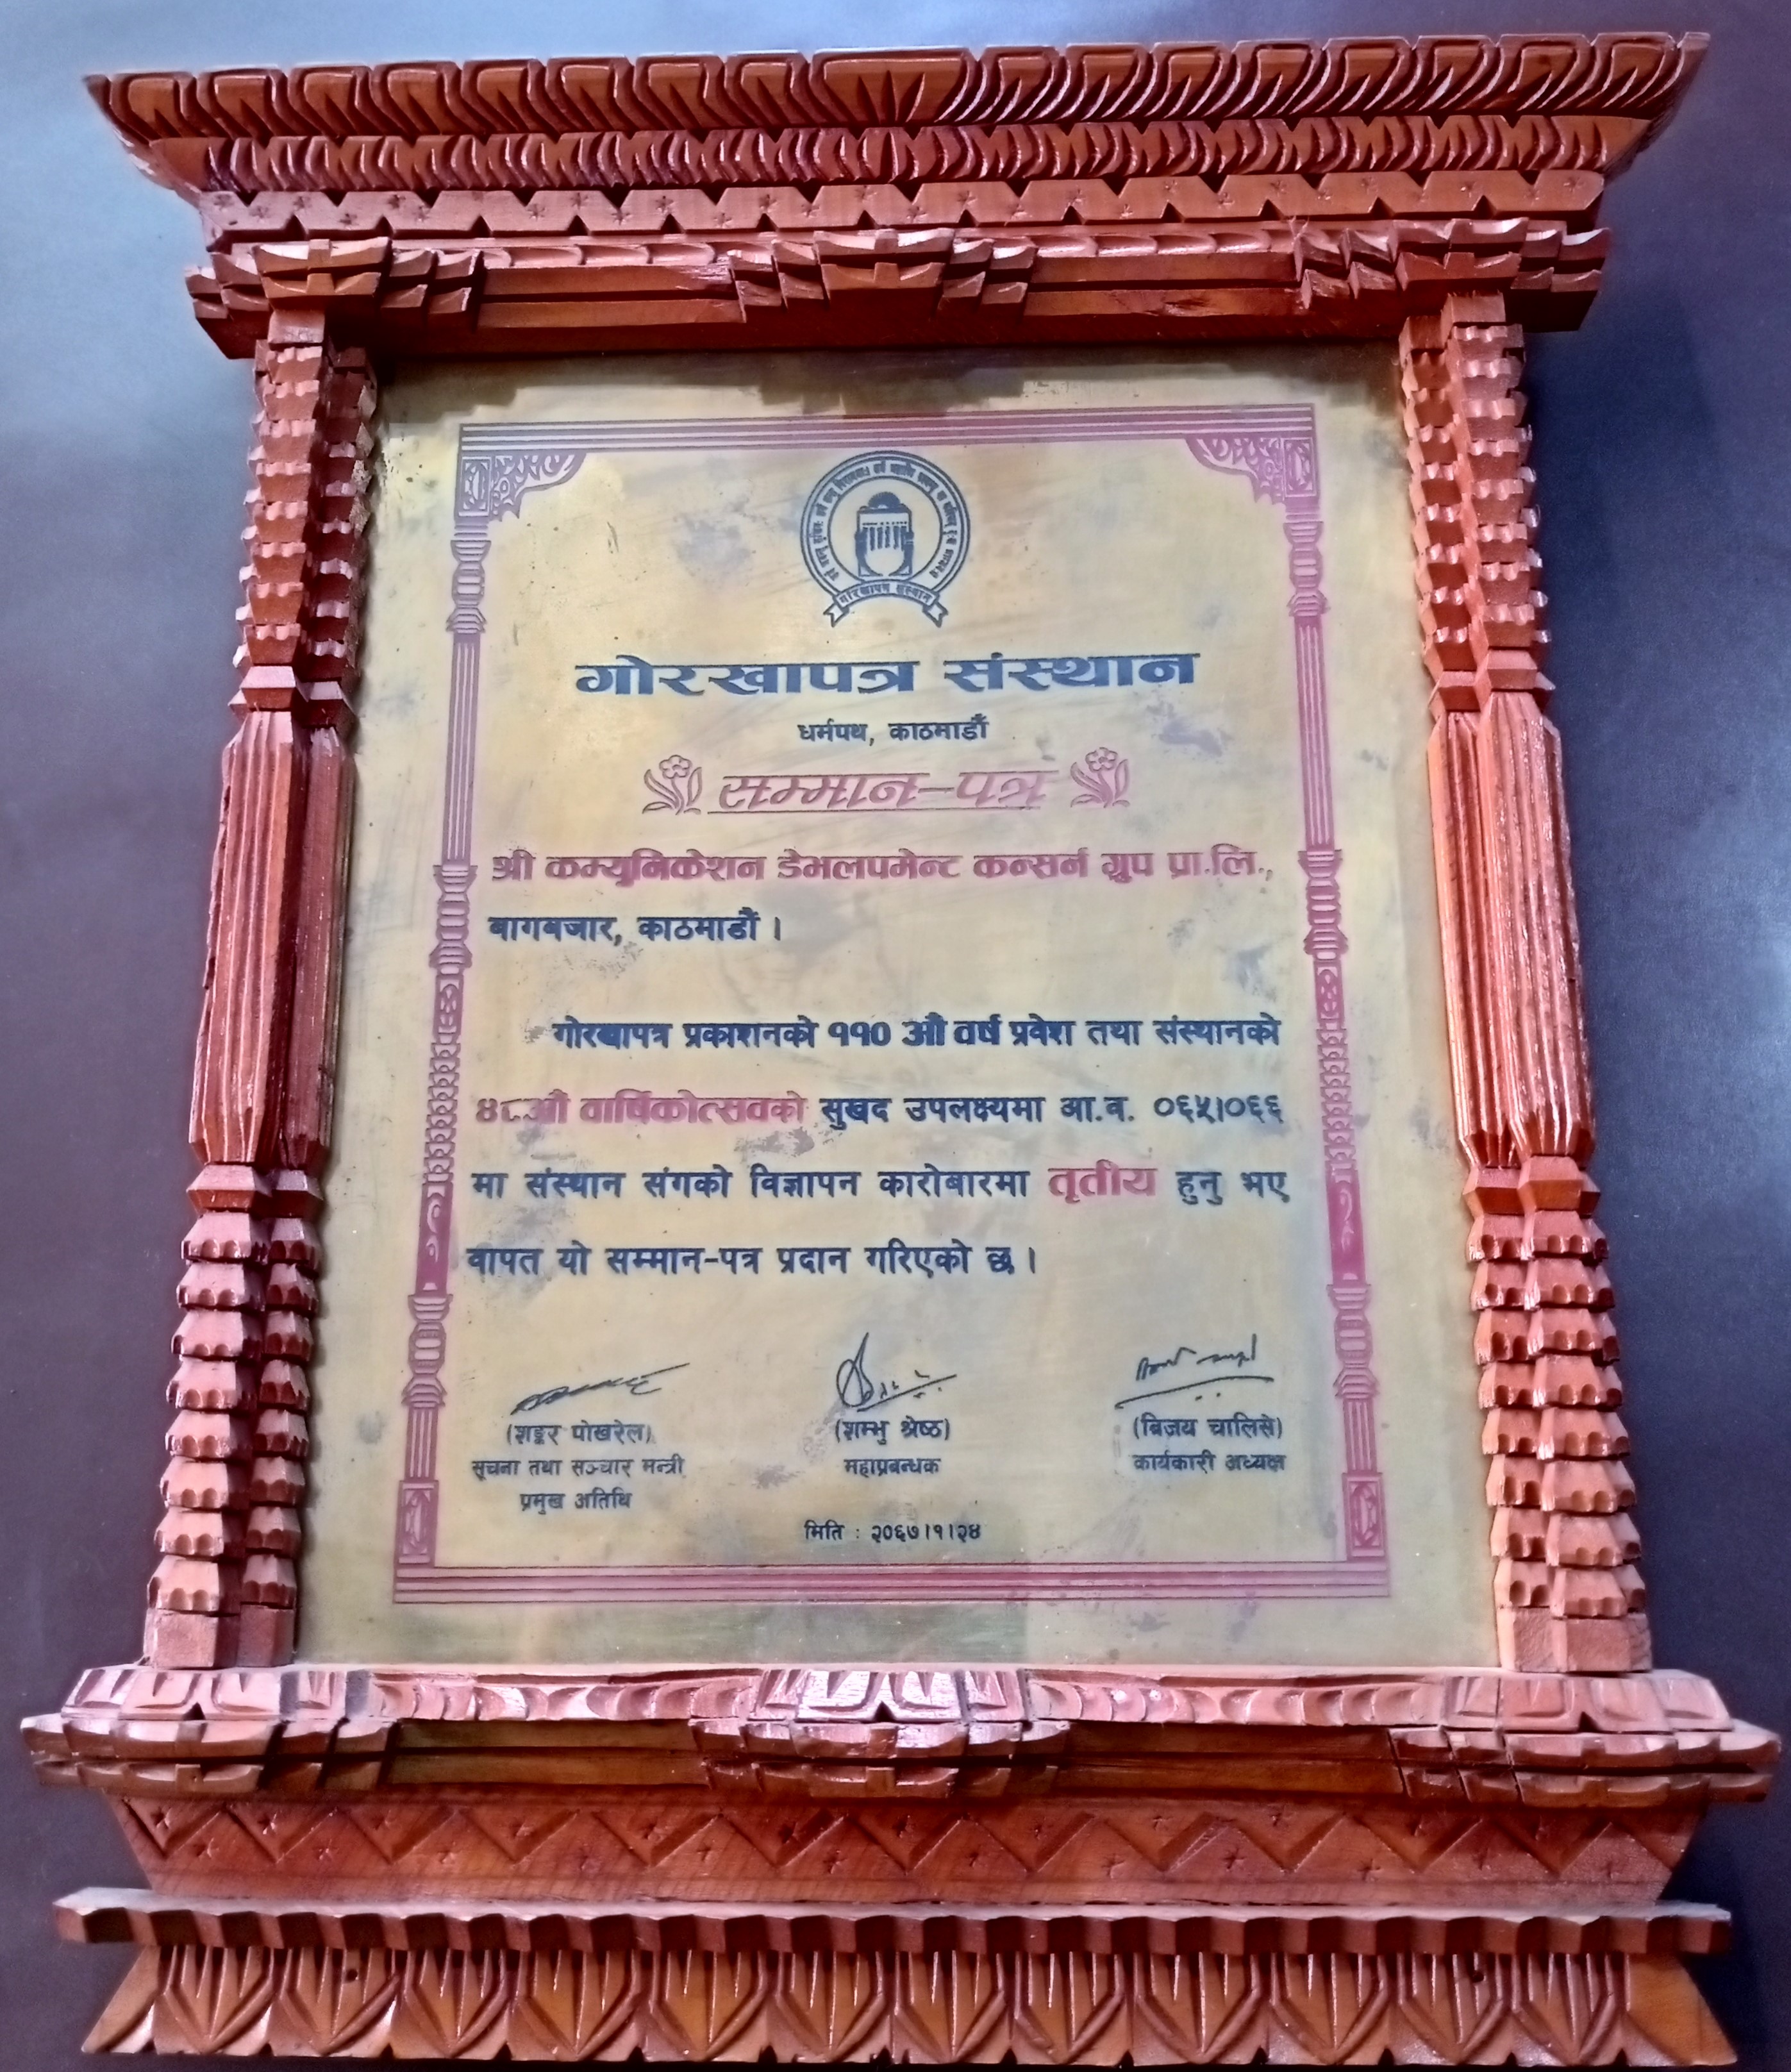 गोरखापत्र संस्थान
गोरखापत्र संस्थान
धर्मपथ, काठमाडौं
सम्मान-पत्र
श्री कम्युनिकेशन डेभलपमेन्ट कन्सर्न ग्रुप प्रा.लि.,
बागबजार, काठमाडौं ।
गोरखापत्र प्रकाशनको ११० औं वर्ष प्रवेश तथा संस्थानको
४८औं वार्षिकोत्सवको सुखद उपलक्ष्यमा आ.व. ०६५।०६६
मा संस्थान संगको विज्ञापन कारोबारमा तृतीय हुनु भए
वापत यो सम्मान-पत्र प्रदान गरिएको छ ।
(शङ्कर पोखरेल) (शम्भु श्रेष्ठ) (विजय चालिसे)
सूचना तथा सञ्चार मन्त्री महाप्रबन्धक कार्यकारी अध्यक्ष
प्रमुख अतिथि
मिति : २०६७।१।२४